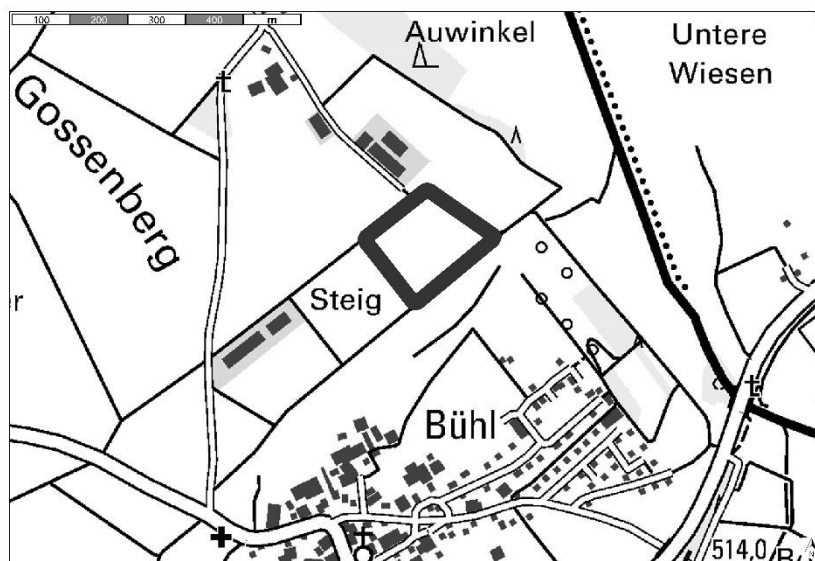 100 200 300 400 m
Auwinkel
Untere
Wiesen
Gossenberg
r
Steig
Bühl
514,0
B